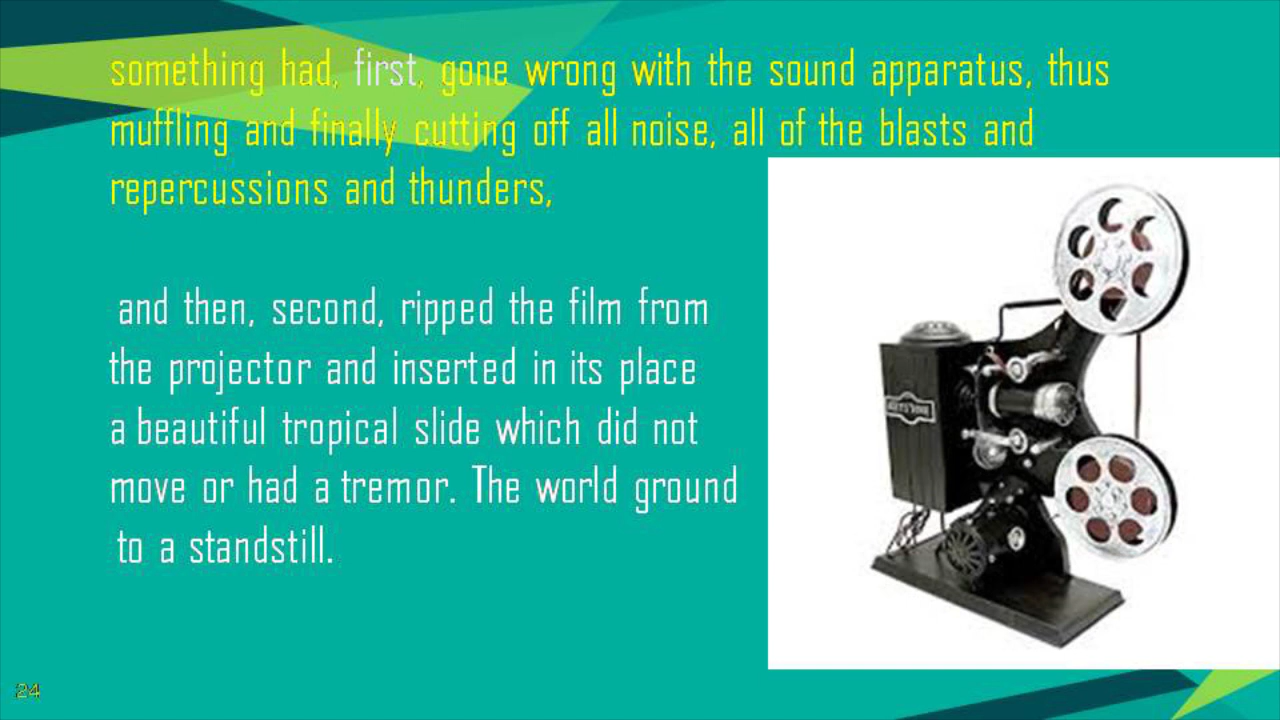 something had, first, gone wrong with the sound apparatus, thus
muffling and finally cutting off all noise, all of the blasts and
repercussions and thunders,
and then, second, ripped the film from
the projector and inserted in its place
a beautiful tropical slide which did not
move or had a tremor. The world ground
to a standstill.
24